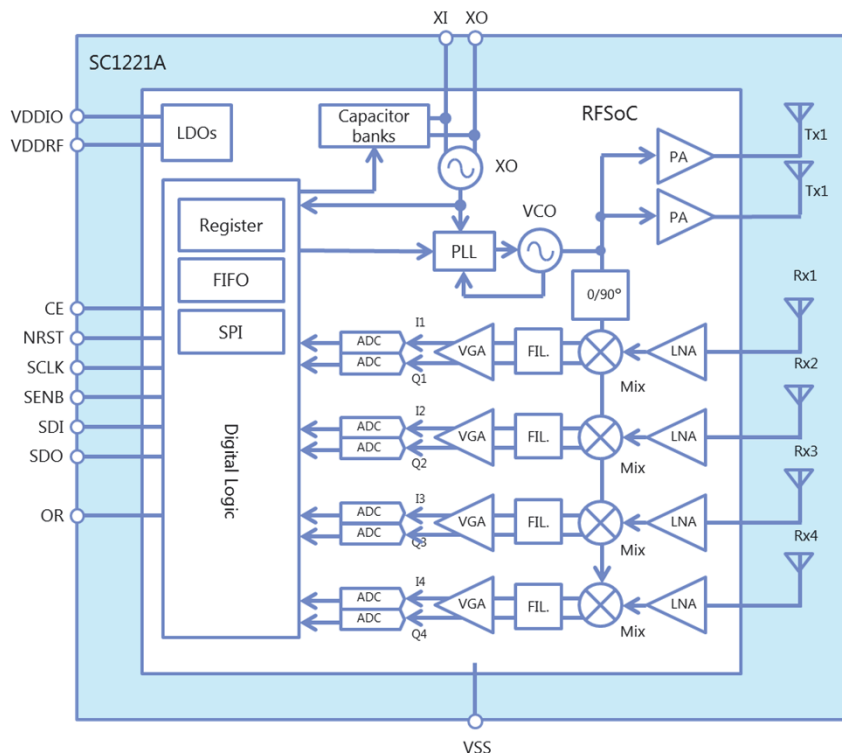 XI XO
SC1221A
RFSoC
VDDIO
VDDRF
LDOs
Capacitor
banks
XO
PA
Tx1
PA
Tx1
Register
FIFO
SPI
Digital Logic
PLL
VCO
0/90°
CE
NRST
SCLK
SENB
SDI
SDO
OR
ADC
ADC
I1
Q1
VGA
FIL.
Mix
LNA
Rx1
ADC
ADC
I2
Q2
VGA
FIL.
Mix
LNA
Rx2
ADC
ADC
I3
Q3
VGA
FIL.
Mix
LNA
Rx3
ADC
ADC
I4
Q4
VGA
FIL.
Mix
LNA
Rx4
VSS